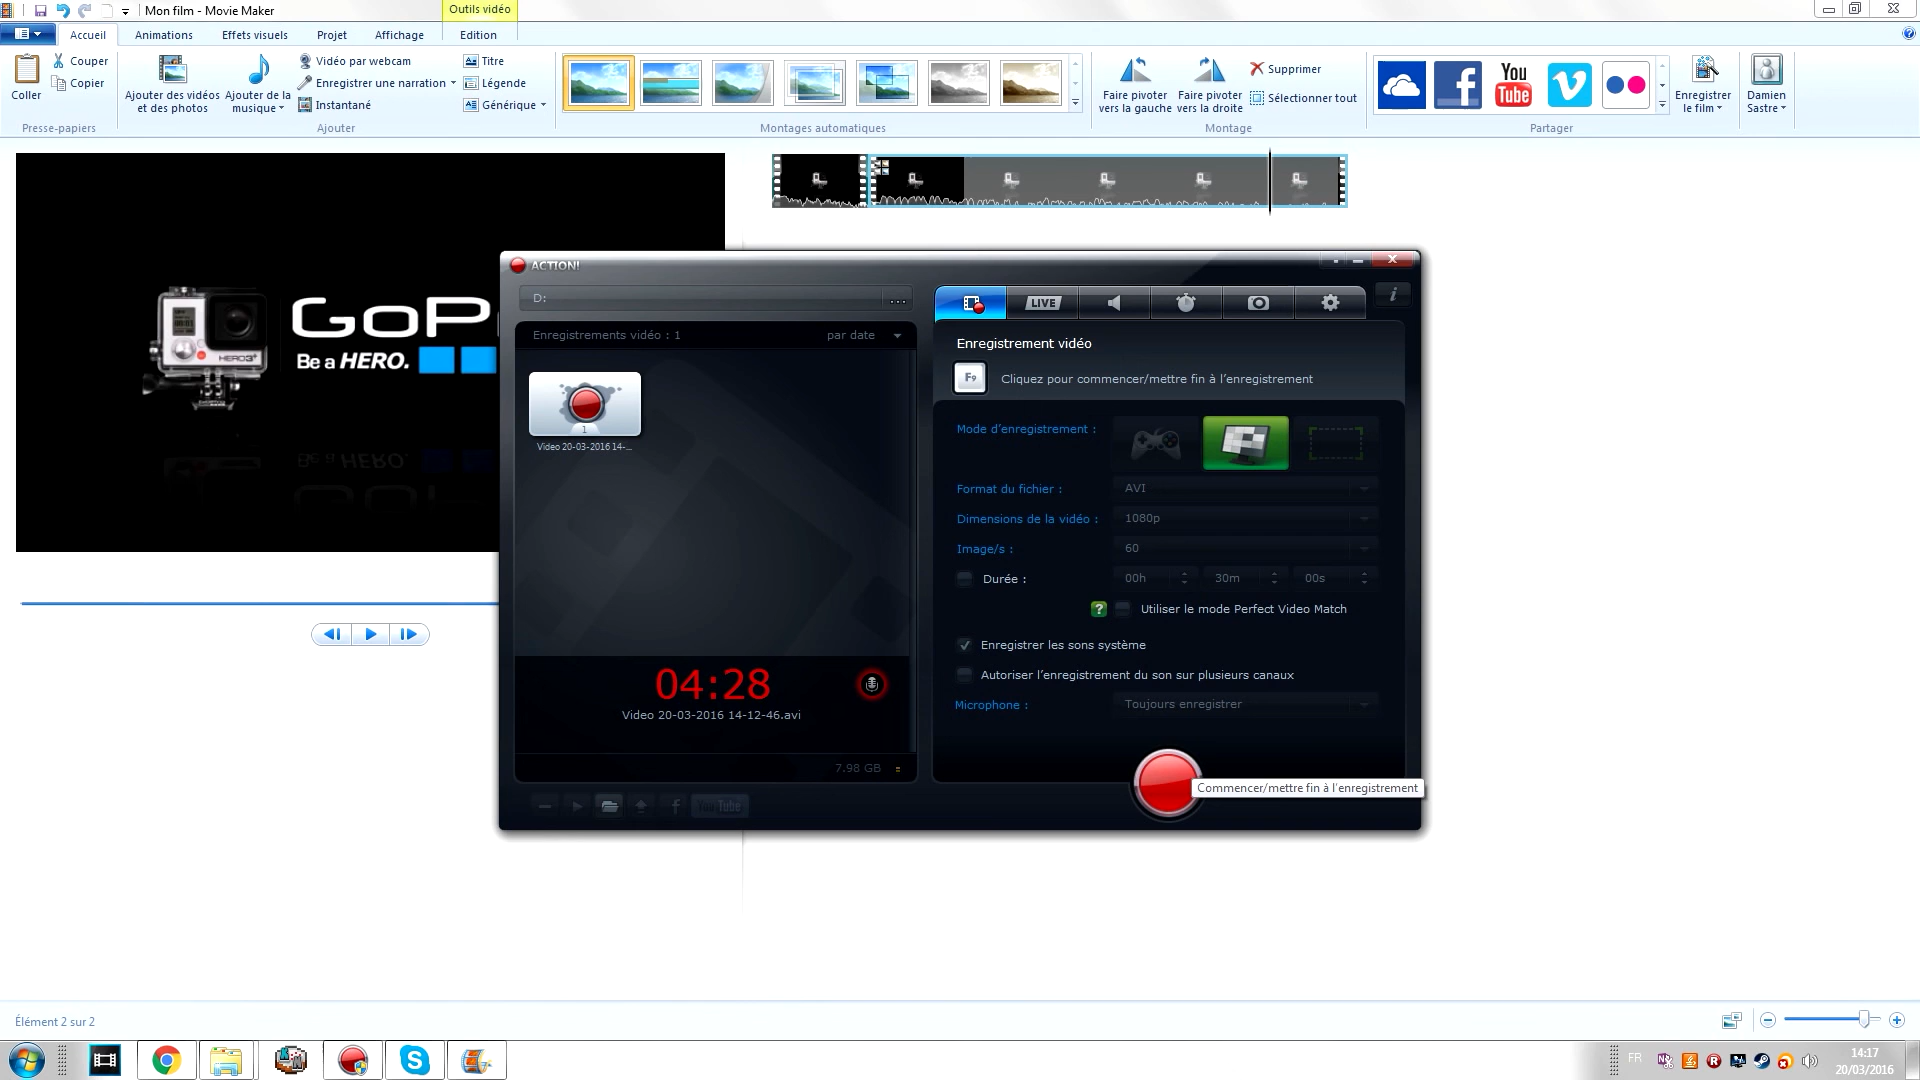 Mon film - Movie Maker
Outils vidéo
Accueil
Animations
Effets visuels
Projet
Affichage
Edition
Coller
Couper
Copier
Presse-papiers
Ajouter des vidéos
et des photos
Ajouter de la
musique
Vidéo par webcam
Enregistrer une narration
Instantané
Titre
Légende
Générique
Ajouter
Montages automatiques
Faire pivoter
vers la gauche
Faire pivoter
vers la droite
Supprimer
Sélectionner tout
Montage
You
Tube
Partager
Enregistrer
le film
Damien
Sastre
GoP
Be a HERO.
HERO3+
ACTION!
D:
...
Enregistrements vidéo : 1
par date
1
Video 20-03-2016 14-...
04:28
Video 20-03-2016 14-12-46.avi
7.98 GB
You Tube
LIVE
i
Enregistrement vidéo
F9
Cliquez pour commencer/mettre fin à l'enregistrement
Mode d'enregistrement :
Format du fichier :
AVI
Dimensions de la vidéo :
1080p
Image/s :
60
Durée :
00h
30m
00s
? Utiliser le mode Perfect Video Match
Enregistrer les sons système
Autoriser l'enregistrement du son sur plusieurs canaux
Microphone :
Toujours enregistrer
Commencer/mettre fin à l'enregistrement
Élément 2 sur 2
FR
14:17
20/03/2016